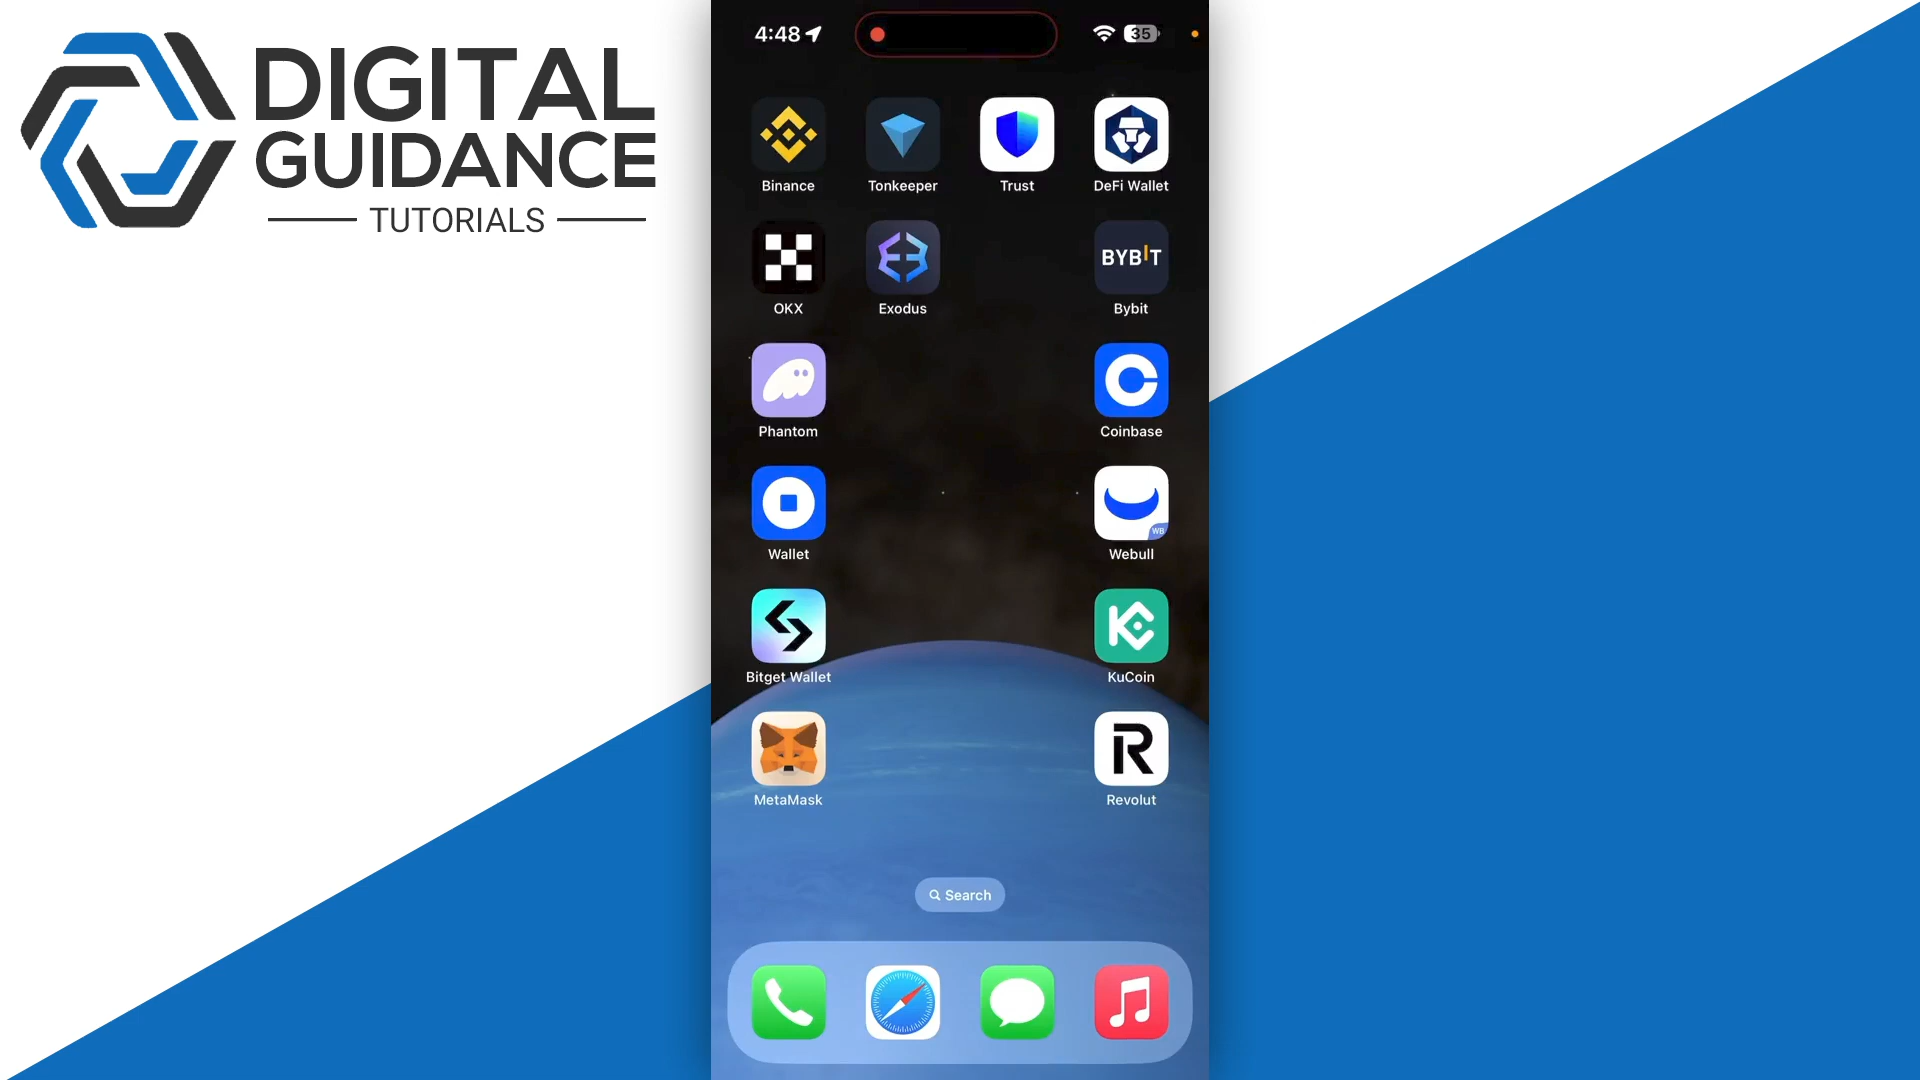 DIGITAL
GUIDANCE
TUTORIALS
4:48
35
Binance
Tonkeeper
Trust
DeFi Wallet
OKX
Exodus
BYBIT
Bybit
Phantom
Coinbase
Wallet
WB
Webull
Bitget Wallet
KuCoin
MetaMask
R
Revolut
Search